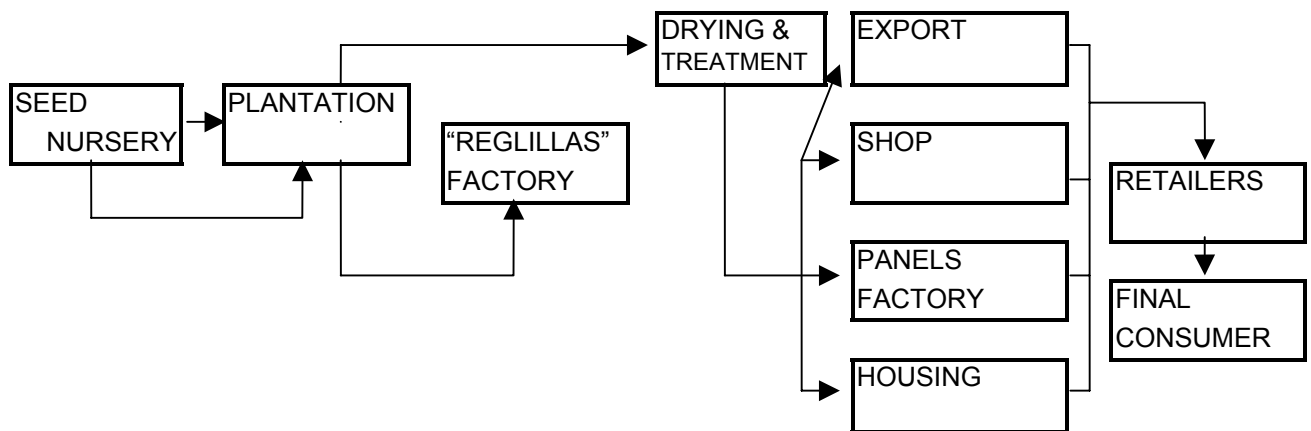 SEED
NURSERY
PLANTATION
“REGLILLAS”
FACTORY
DRYING &
TREATMENT
EXPORT
SHOP
PANELS
FACTORY
HOUSING
RETAILERS
FINAL
CONSUMER